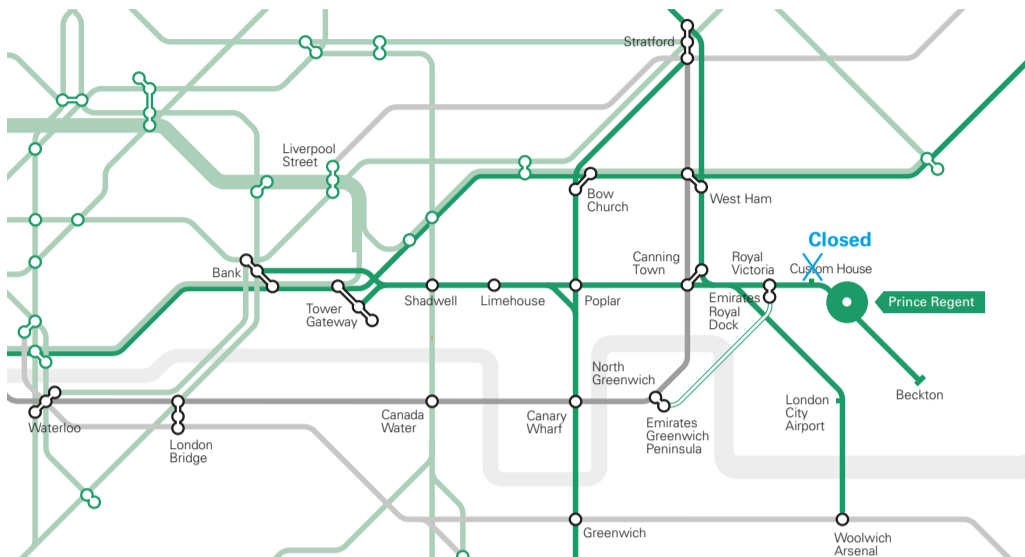 Stratford
Liverpool
Street
Bow
Church
West Ham
Closed
Canning
Town
Royal
Victoria
Custom House
Bank
Tower
Gateway
Shadwell
Limehouse
Poplar
Emirates
Royal
Dock
Prince Regent
North
Greenwich
Beckton
London
City
Airport
Waterloo
London
Bridge
Canada
Water
Canary
Wharf
Emirates
Greenwich
Peninsula
Greenwich
Woolwich
Arsenal